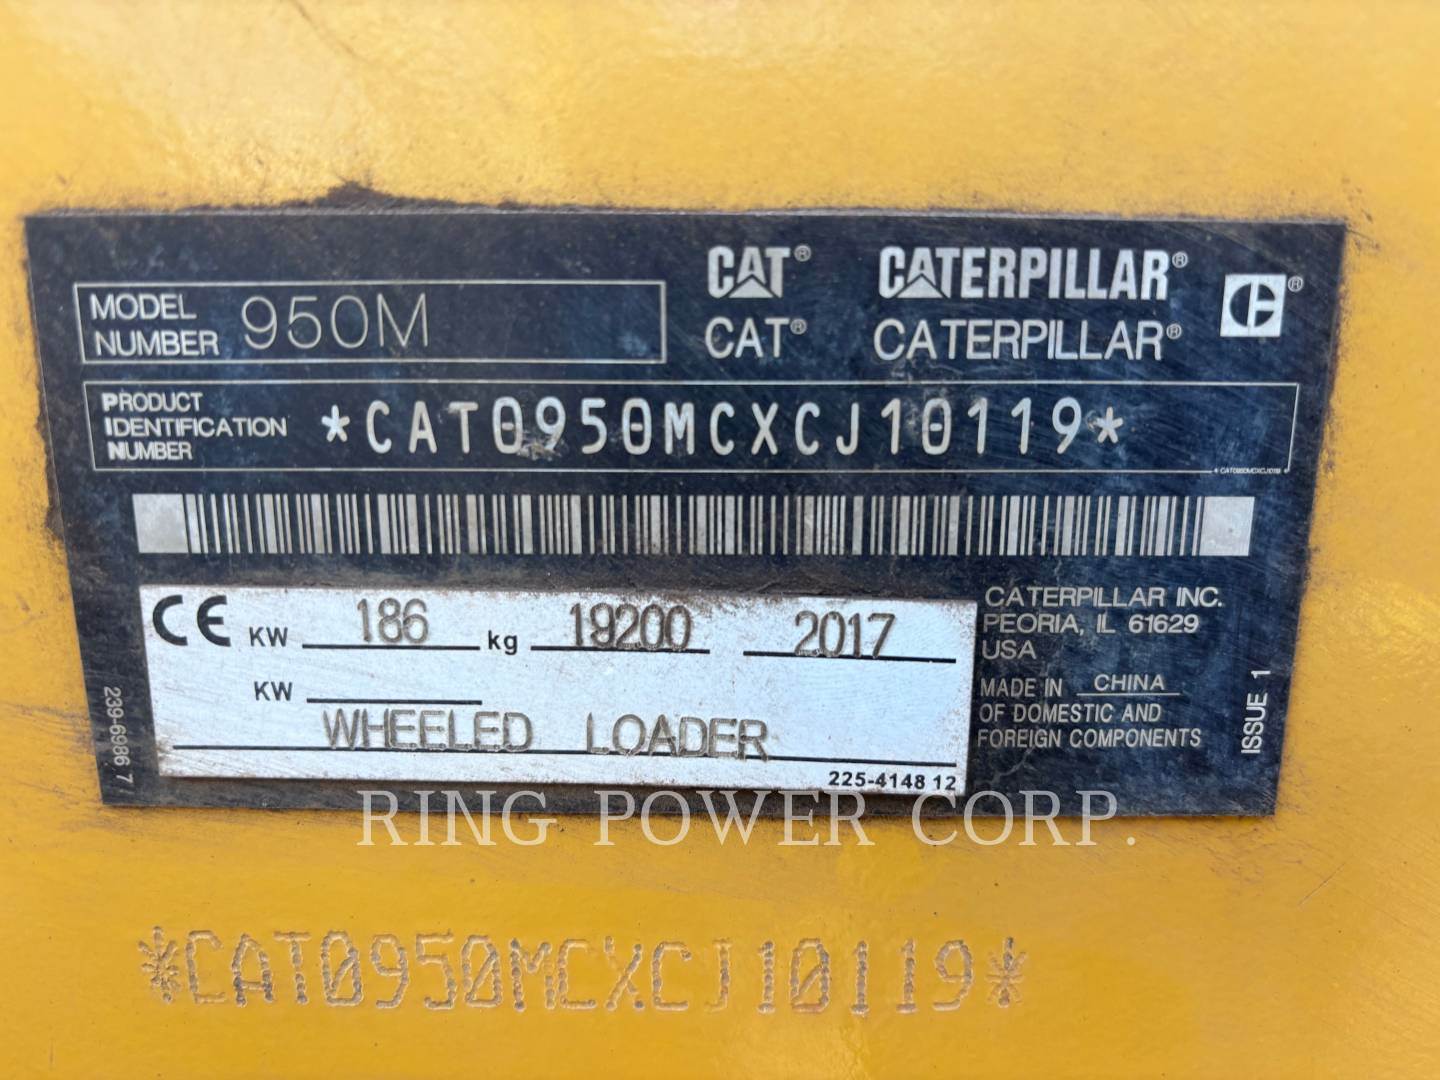 MODEL NUMBER 950M
CAT® CATERPILLAR®
CAT® CATERPILLAR®
®
PRODUCT IDENTIFICATION NUMBER *CAT0950MCXCJ10119*
*CAT0950MCXCJ10119
CE KW 186 kg 19200 2017
KW
WHEELED LOADER
225-4148 12
CATERPILLAR INC.
PEORIA, IL 61629
USA
MADE IN CHINA
OF DOMESTIC AND
FOREIGN COMPONENTS
ISSUE 1
239-6986 7
RING POWER CORP.
*CAT0950MCXCJ10119*